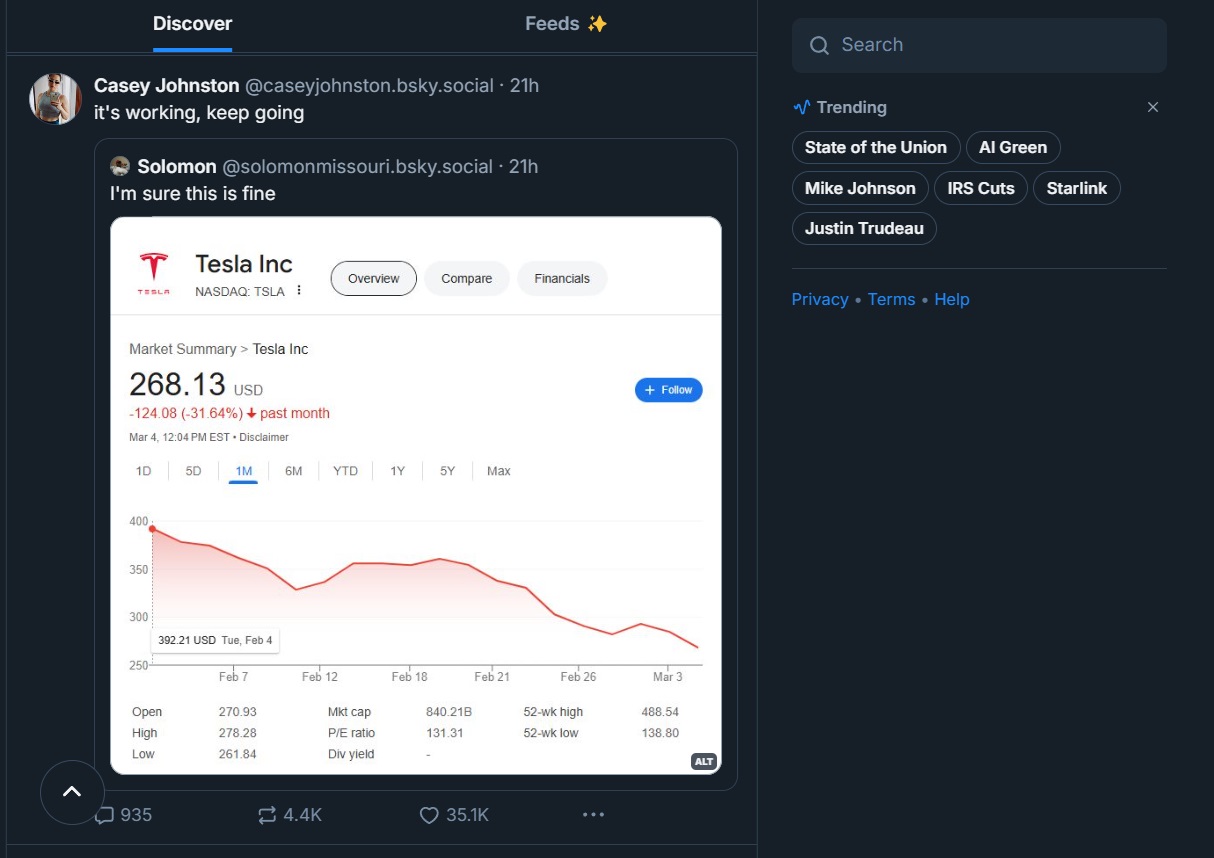 Discover
Feeds ✨
Casey Johnston @caseyjohnston.bsky.social · 21h
it's working, keep going
Solomon @solomonmissouri.bsky.social · 21h
I'm sure this is fine
TESLA
Tesla Inc
NASDAQ: TSLA
Overview
Compare
Financials
Market Summary > Tesla Inc
268.13 USD
+ Follow
-124.08 (-31.64%) ↓ past month
Mar 4, 12:04 PM EST • Disclaimer
1D 5D 1M 6M YTD 1Y 5Y Max
400
350
300
392.21 USD Tue, Feb 4
250
Feb 7 Feb 12 Feb 18 Feb 21 Feb 26 Mar 3
Open 270.93 Mkt cap 840.21B 52-wk high 488.54
High 278.28 P/E ratio 131.31 52-wk low 138.80
Low 261.84 Div yield -
ALT
935 4.4K 35.1K
Search
Trending
State of the Union AI Green
Mike Johnson IRS Cuts Starlink
Justin Trudeau
Privacy • Terms • Help